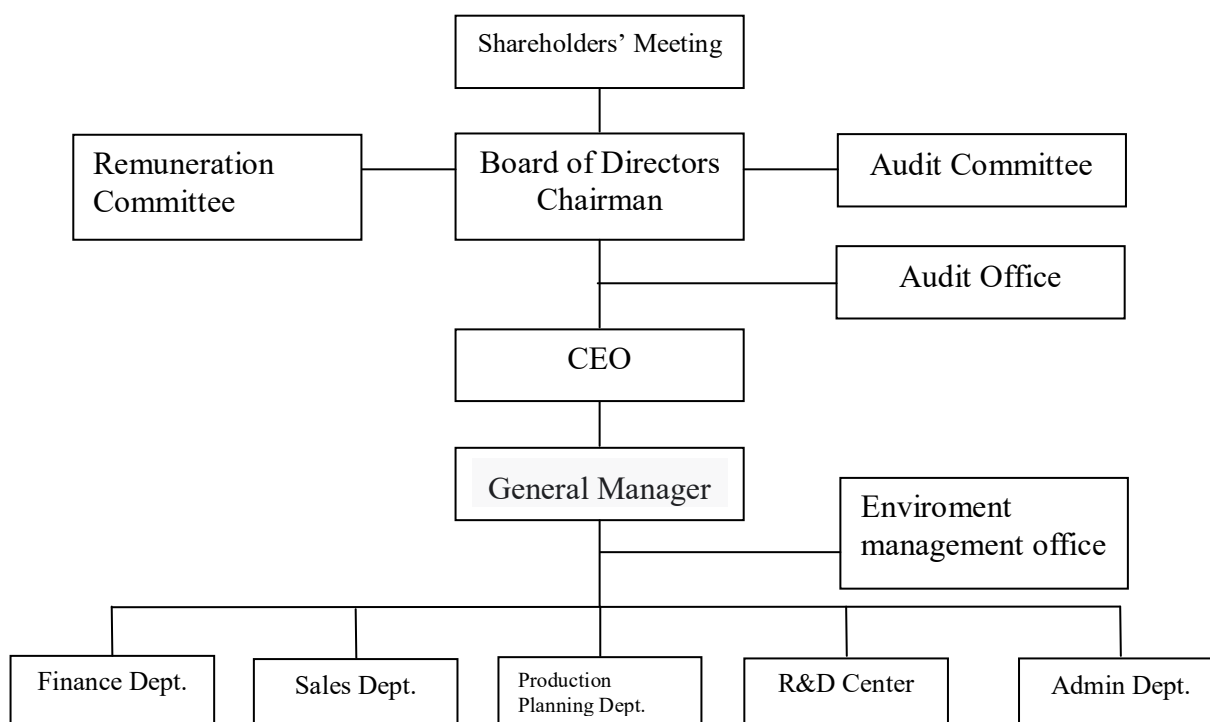 Shareholders’ Meeting
Remuneration
Committee
Board of Directors
Chairman
Audit Committee
Audit Office
CEO
General Manager
Enviroment
management office
Finance Dept.
Sales Dept.
Production
Planning Dept.
R&D Center
Admin Dept.